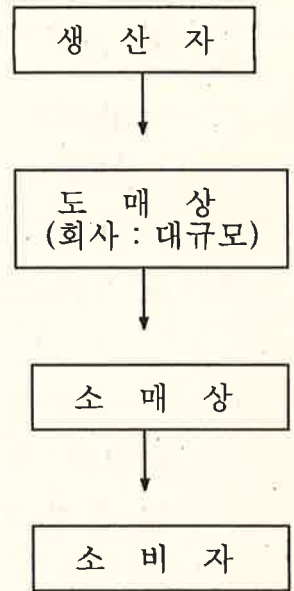 생 산 자
도 매 상
(회사 : 대규모)
소 매 상
소 비 자